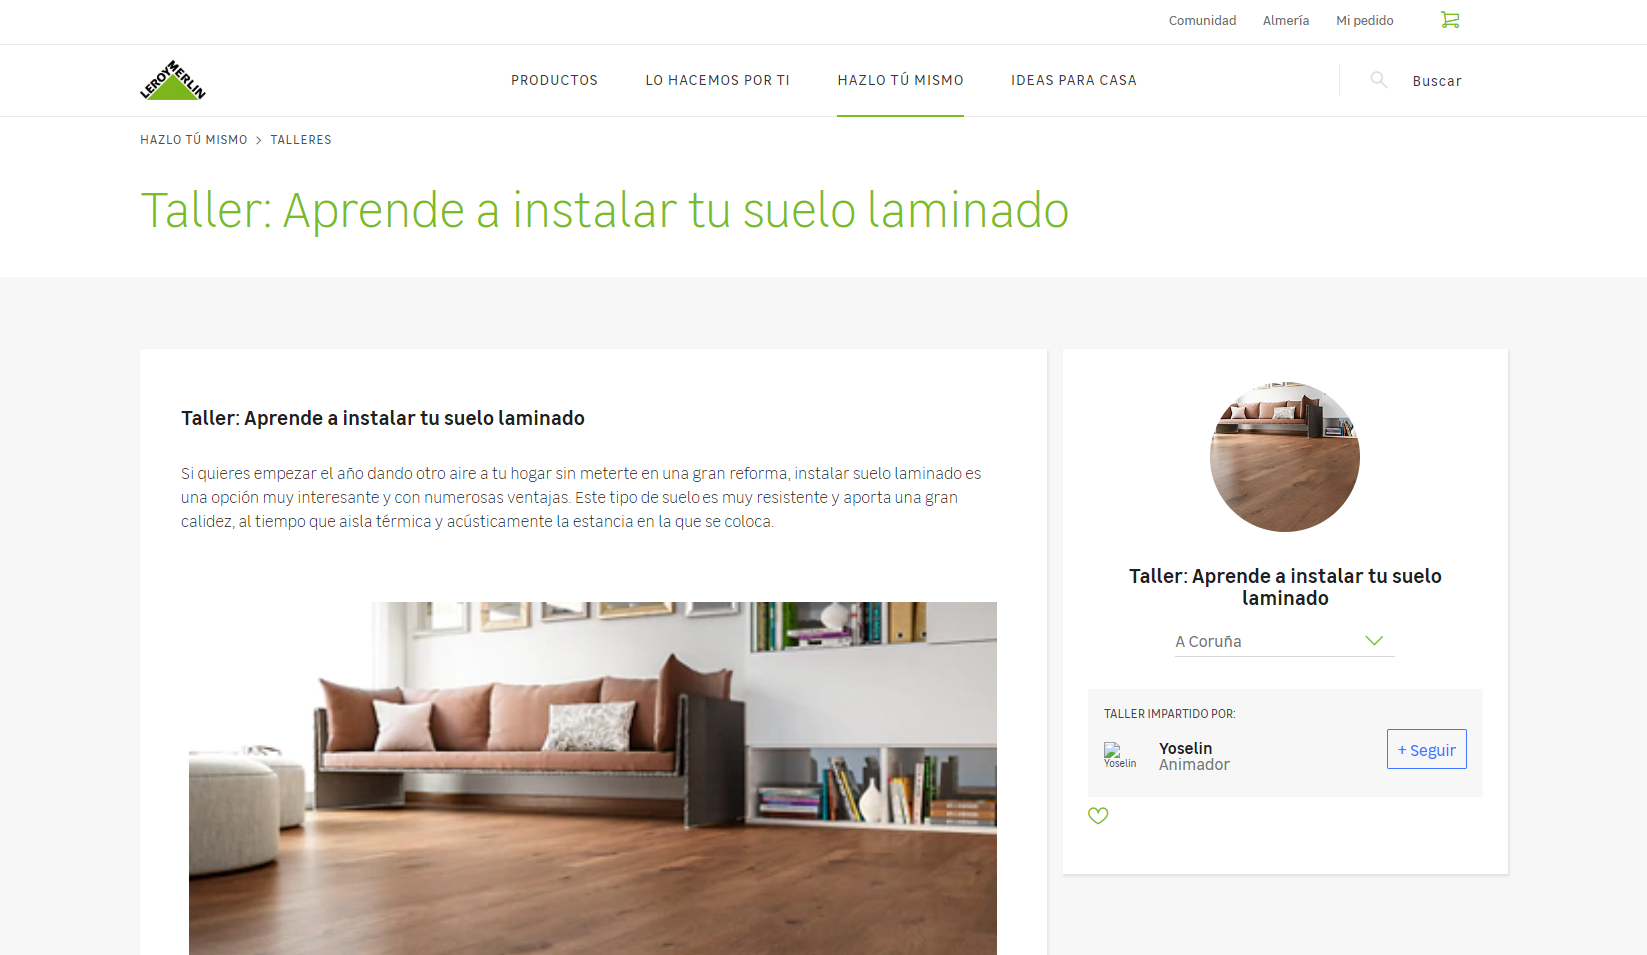 Comunidad Almería Mi pedido
LEROY MERLIN
PRODUCTOS LO HACEMOS POR TI HAZLO TÚ MISMO IDEAS PARA CASA Buscar
HAZLO TÚ MISMO > TALLERES
Taller: Aprende a instalar tu suelo laminado
Taller: Aprende a instalar tu suelo laminado
Si quieres empezar el año dando otro aire a tu hogar sin meterte en una gran reforma, instalar suelo laminado es
una opción muy interesante y con numerosas ventajas. Este tipo de suelo es muy resistente y aporta una gran
calidez, al tiempo que aisla térmica y acústicamente la estancia en la que se coloca.
Taller: Aprende a instalar tu suelo
laminado
A Coruña
TALLER IMPARTIDO POR:
Yoselin
Yoselin
Animador
+ Seguir